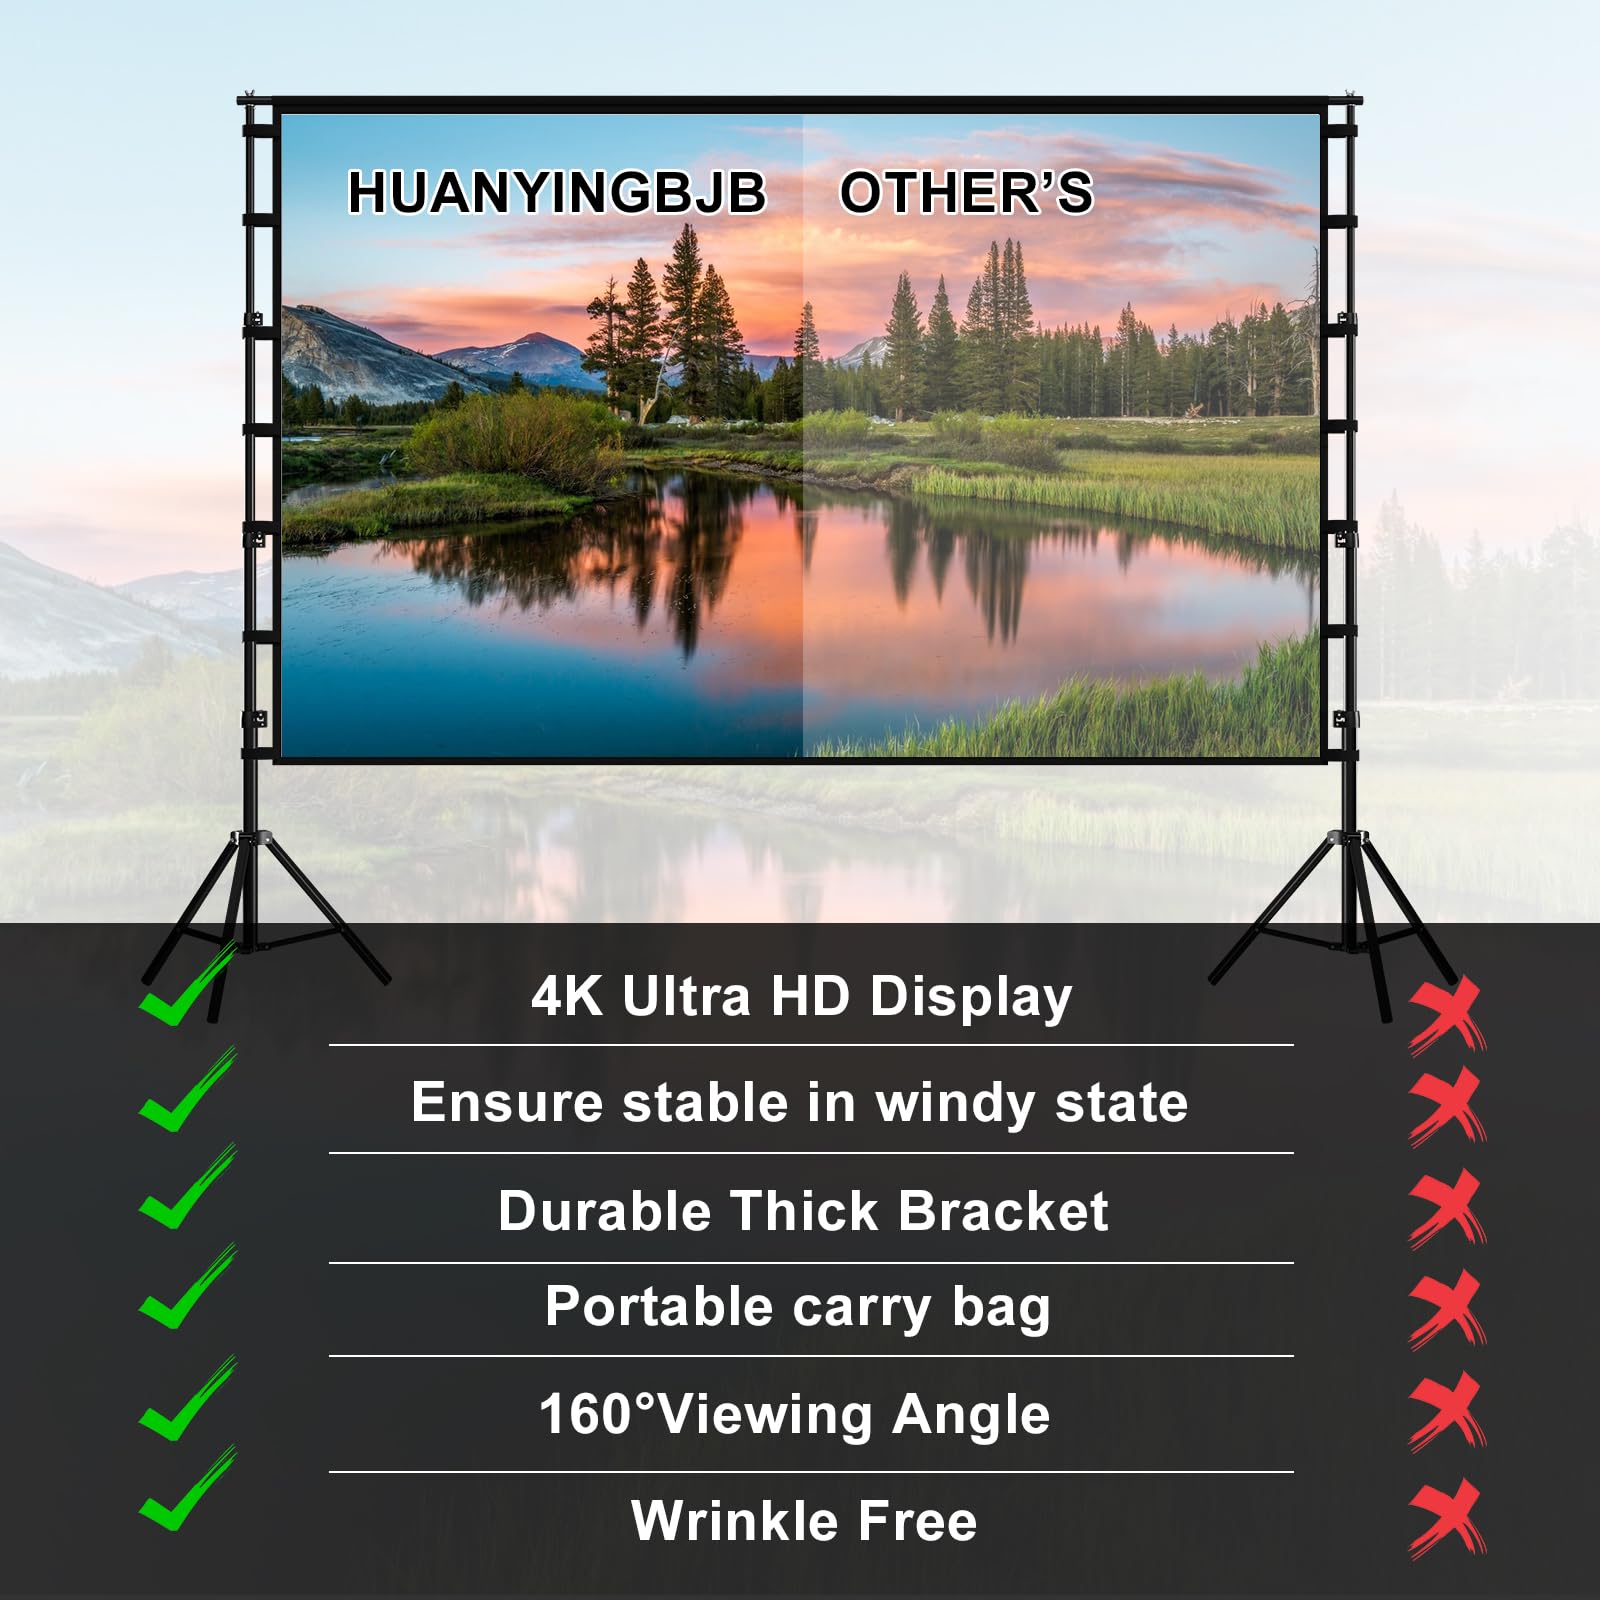 HUANYINGBJB OTHER’S
4K Ultra HD Display
Ensure stable in windy state
Durable Thick Bracket
Portable carry bag
160°Viewing Angle
Wrinkle Free